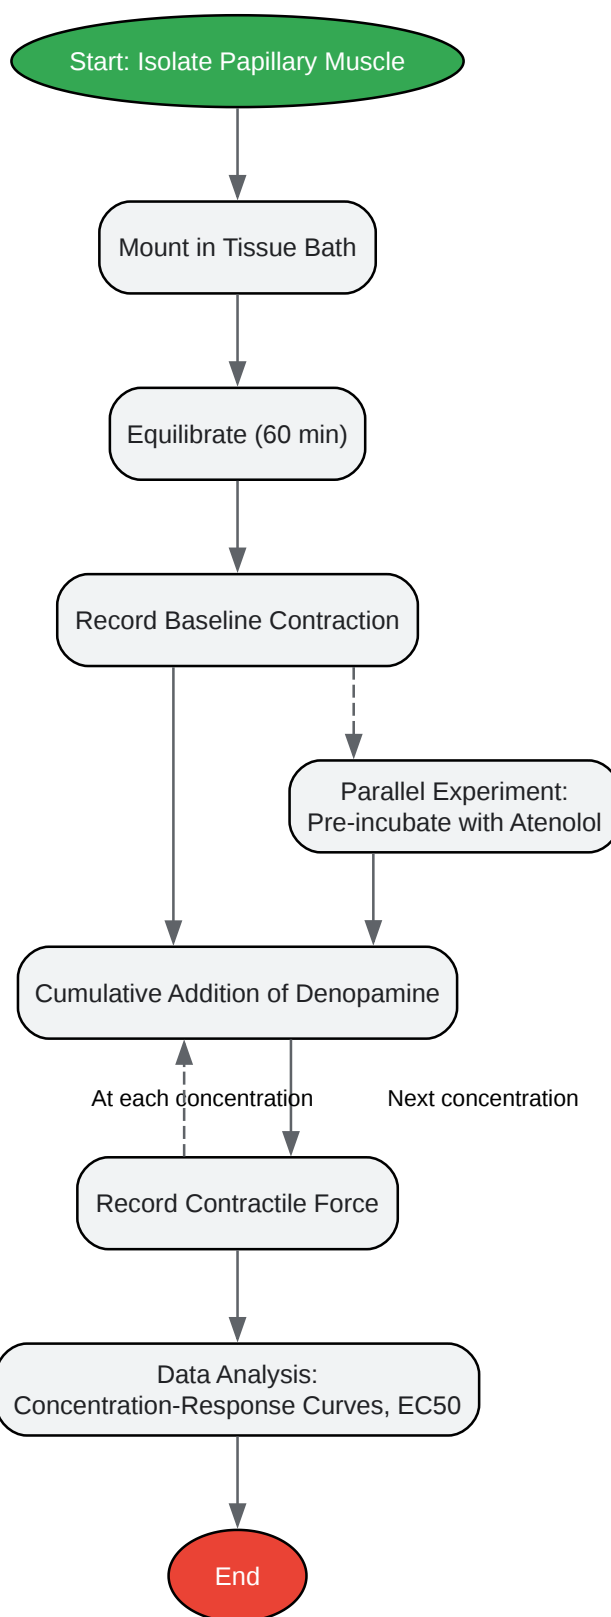 Start: Isolate Papillary Muscle
Mount in Tissue Bath
Equilibrate (60 min)
Record Baseline Contraction
Parallel Experiment:
Pre-incubate with Atenolol
Cumulative Addition of Denopamine
At each concentration
Next concentration
Record Contractile Force
Data Analysis:
Concentration-Response Curves, EC50
End